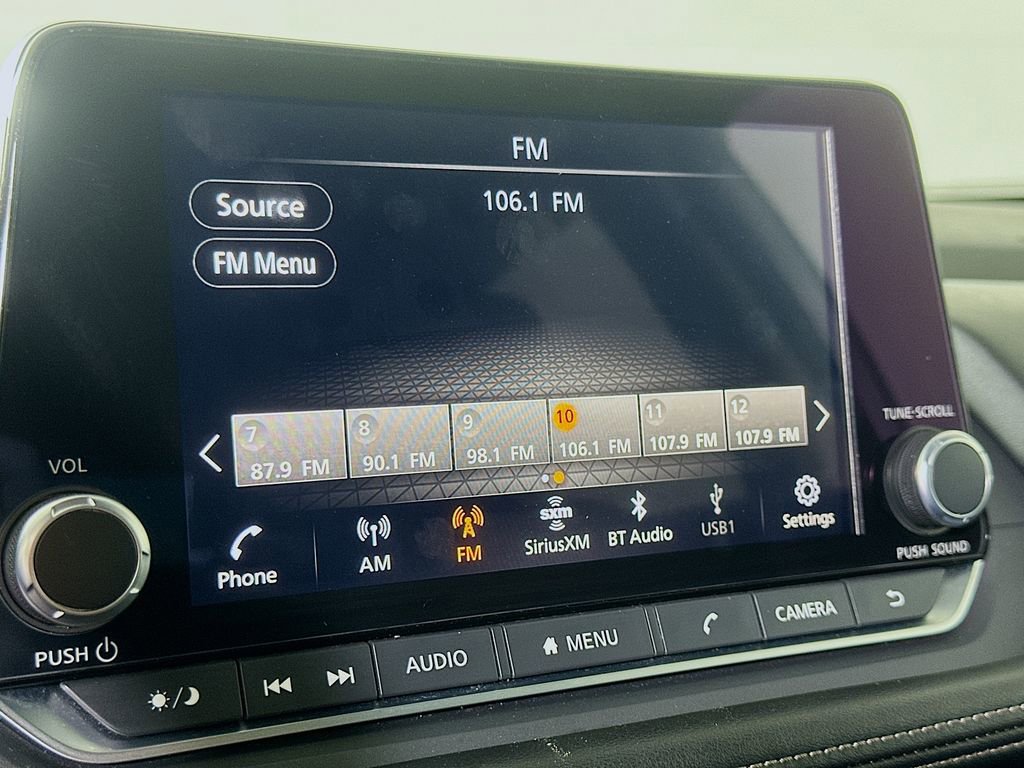 FM
106.1 FM
Source
FM Menu
7 8 9 10 11 12
87.9 FM 90.1 FM 98.1 FM 106.1 FM 107.9 FM 107.9 FM
TUNE·SCROLL
VOL
Phone AM FM sxm SiriusXM BT Audio USB1 Settings
PUSH SOUND
PUSH
AUDIO MENU CAMERA